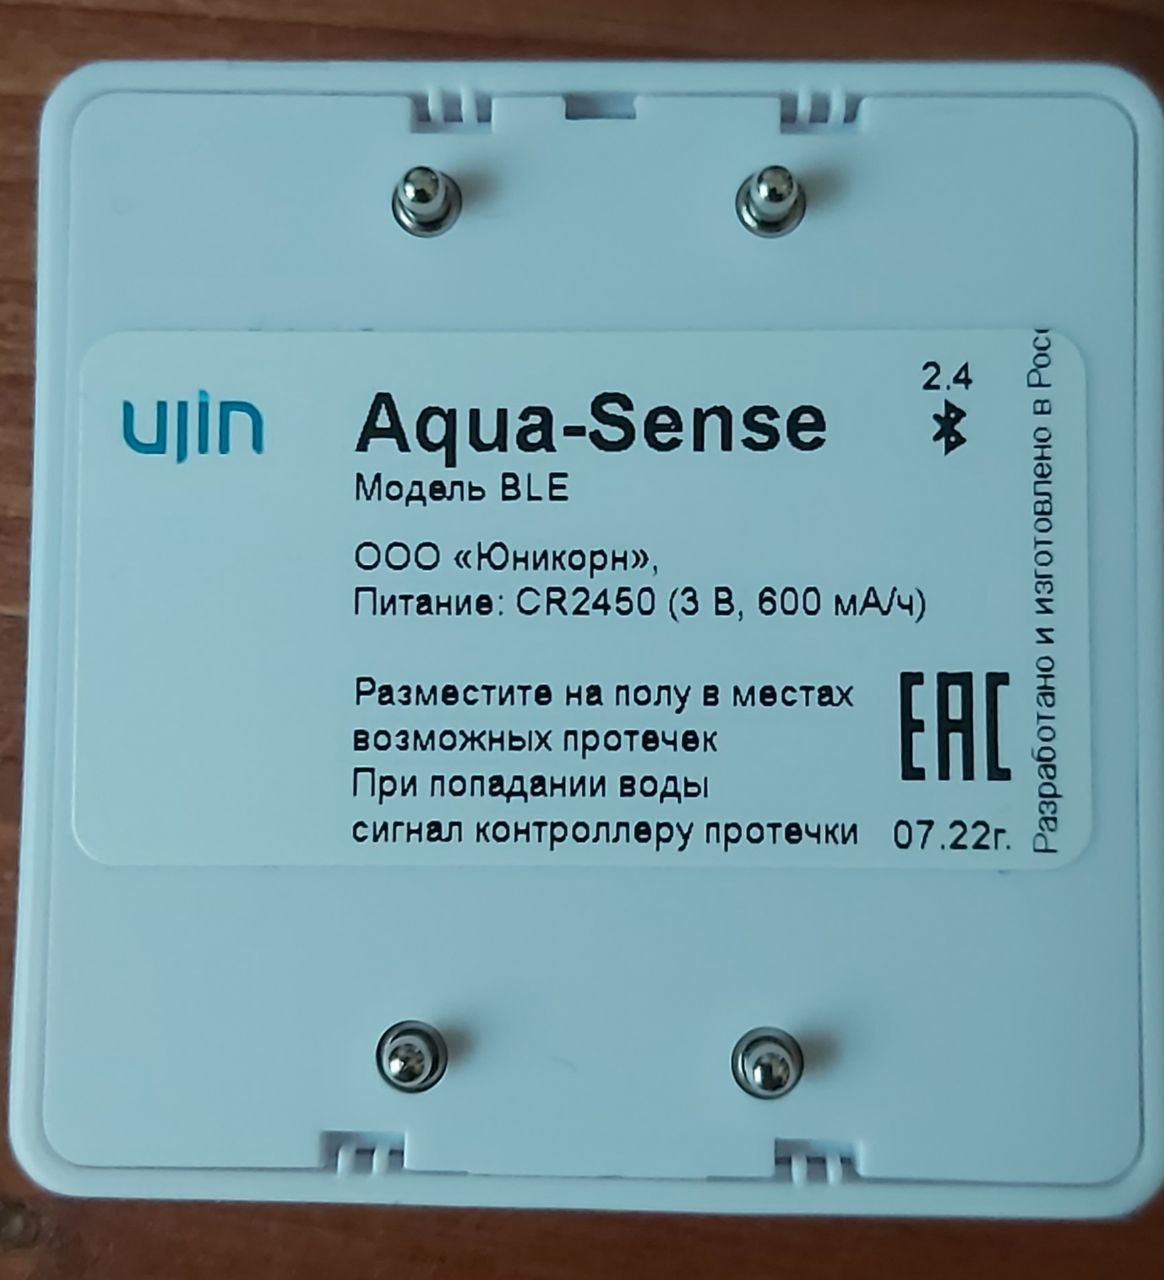 ujin
Aqua-Sense
2.4
Модель BLE
ООО «Юникорн»,
Питание: CR2450 (3 В, 600 мА/ч)
Разместите на полу в местах
возможных протечек
При попадании воды
сигнал контроллеру протечки
EAC
07.22г.
Разработано и изготовлено в